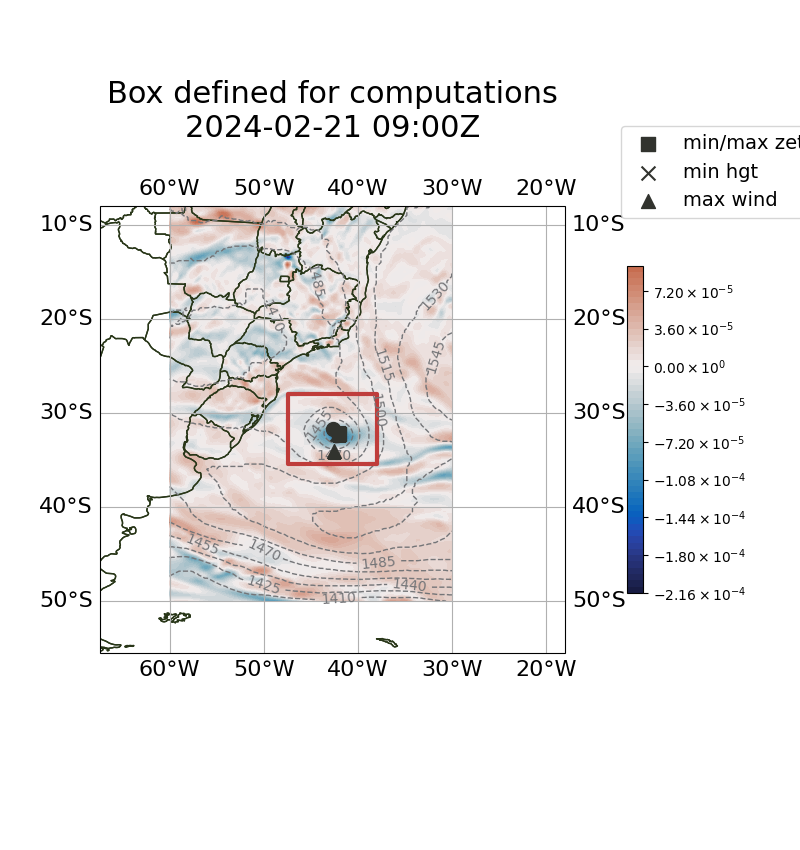 Box defined for computations
2024-02-21 09:00Z
min/max zet
min hgt
max wind
60°W 50°W 40°W 30°W 20°W
10°S 10°S
20°S 20°S
30°S 30°S
40°S 40°S
50°S 50°S
60°W 50°W 40°W 30°W 20°W
7.20 × 10⁻⁵
3.60 × 10⁻⁵
0.00 × 10⁰
−3.60 × 10⁻⁵
−7.20 × 10⁻⁵
−1.08 × 10⁻⁴
−1.44 × 10⁻⁴
−1.80 × 10⁻⁴
−2.16 × 10⁻⁴
1530
1545
1515
1455
1455
1470
1485
1425
1440
1410